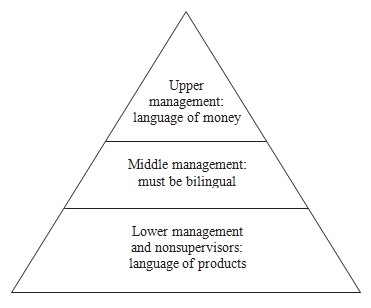 Upper
management:
language of money
Middle management:
must be bilingual
Lower management
and nonsupervisors:
language of products